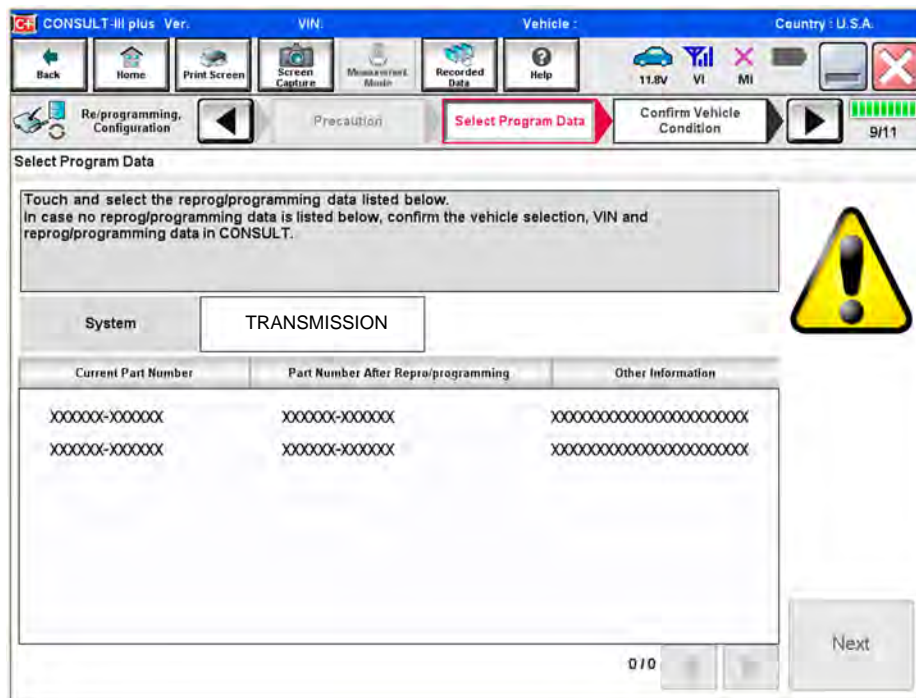 C+ CONSULT-III plus Ver. VIN: Vehicle : Country : U.S.A.
Back Home Print Screen Screen Capture Measurement Mode Recorded Data Help 11.8V VI MI
Re/programming, Configuration Precaution Select Program Data Confirm Vehicle Condition 9/11
Select Program Data
Touch and select the reprog/programming data listed below.
In case no reprog/programming data is listed below, confirm the vehicle selection, VIN and
reprog/programming data in CONSULT.
System TRANSMISSION
Current Part Number Part Number After Repro/programming Other Information
XXXXXX-XXXXXX XXXXXX-XXXXXX XXXXXXXXXXXXXXXXXXXXXXX
XXXXXX-XXXXXX XXXXXX-XXXXXX XXXXXXXXXXXXXXXXXXXXXXX
Next
0/0